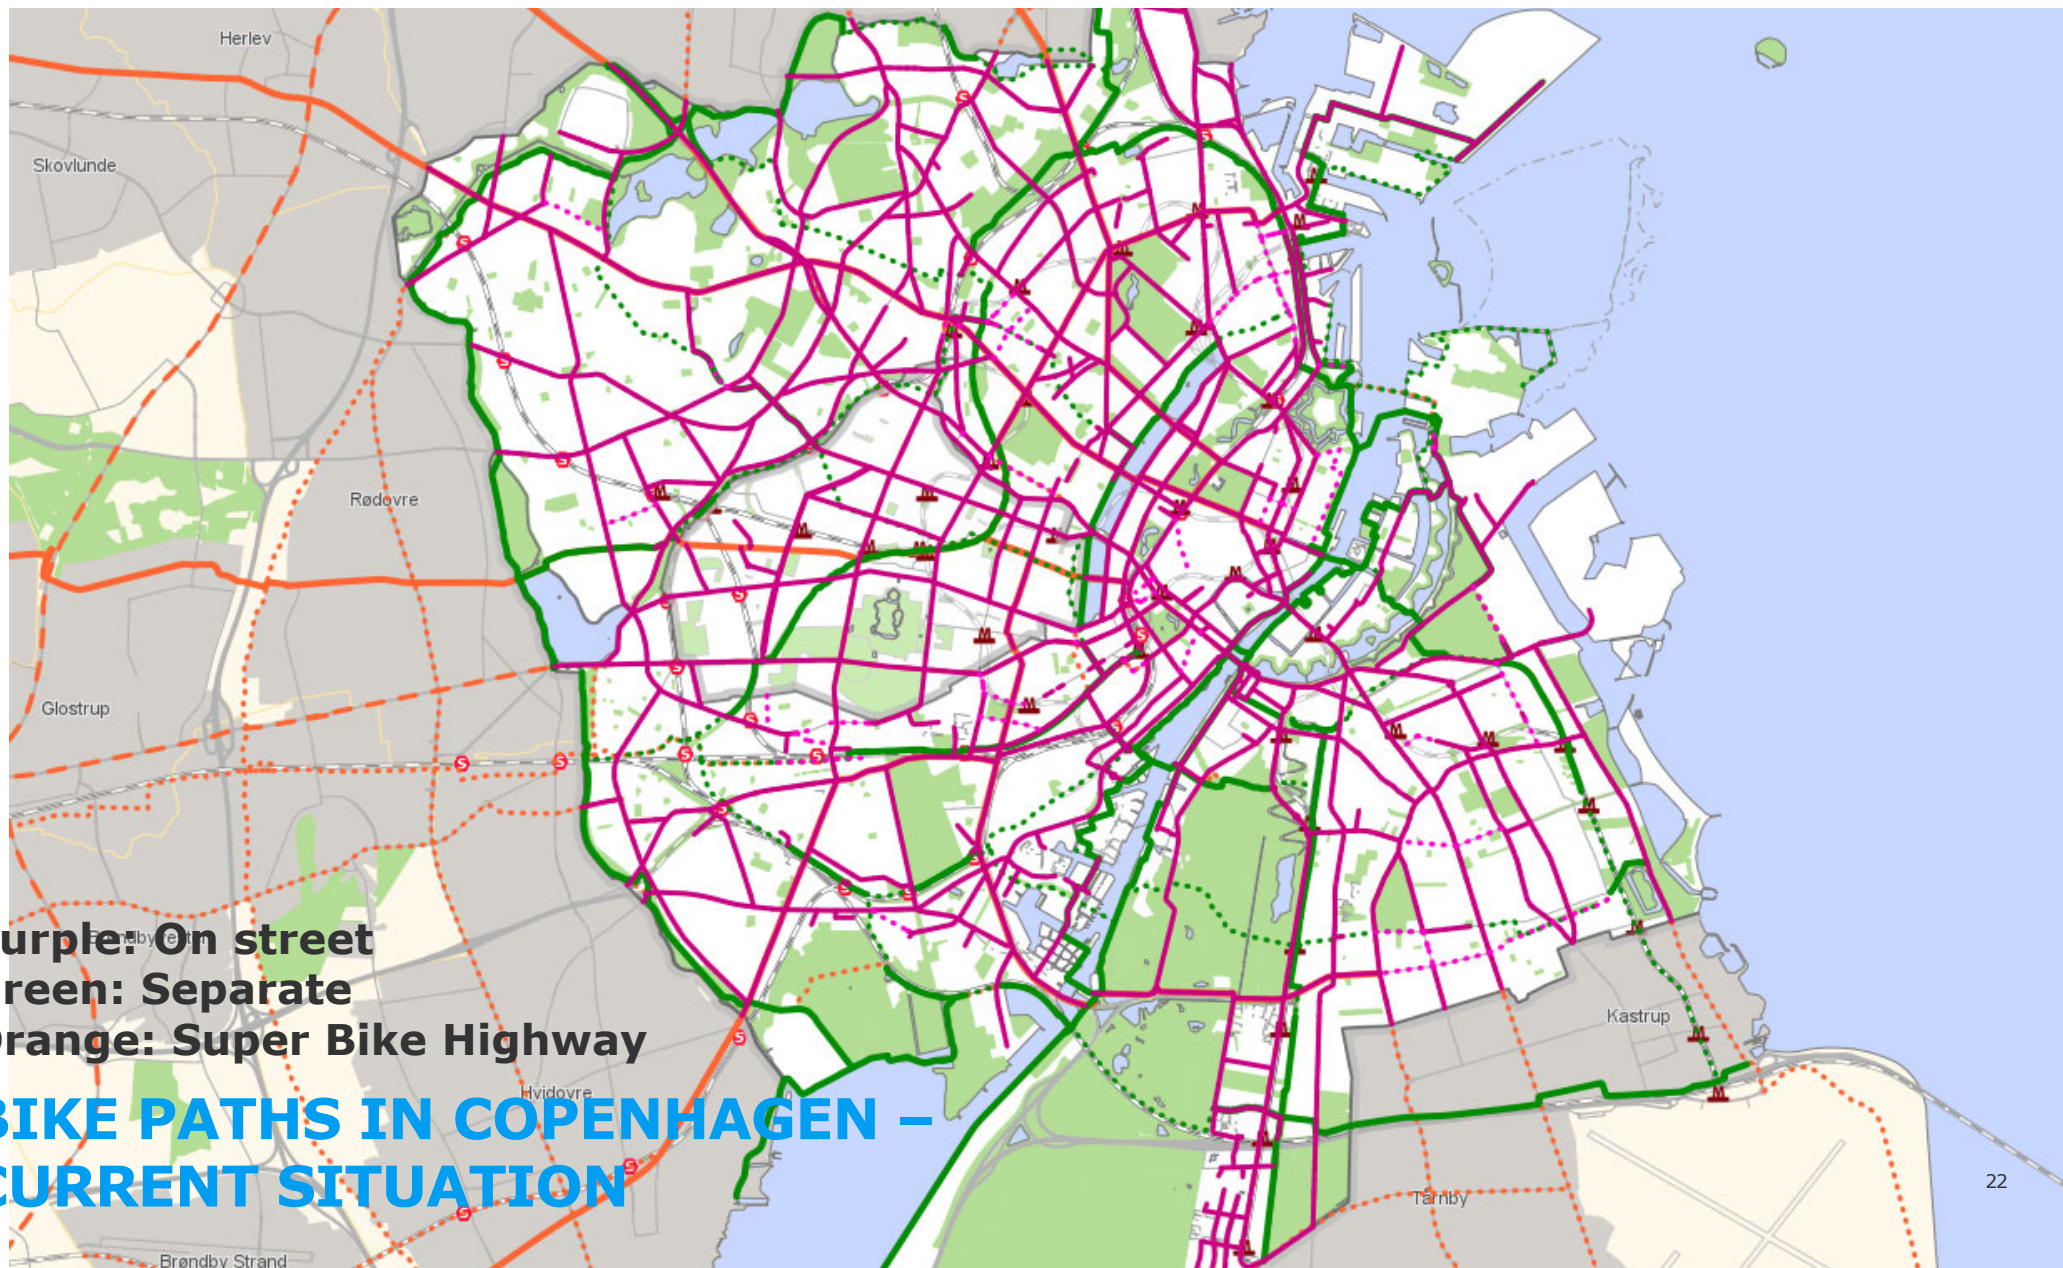 Herlev
Skovlunde
Rødovre
Glostrup
urple: On street
reen: Separate
Orange: Super Bike Highway
Kastrup
Hvidovre
BIKE PATHS IN COPENHAGEN –
CURRENT SITUATION
22
Tårnby
Brøndby Strand